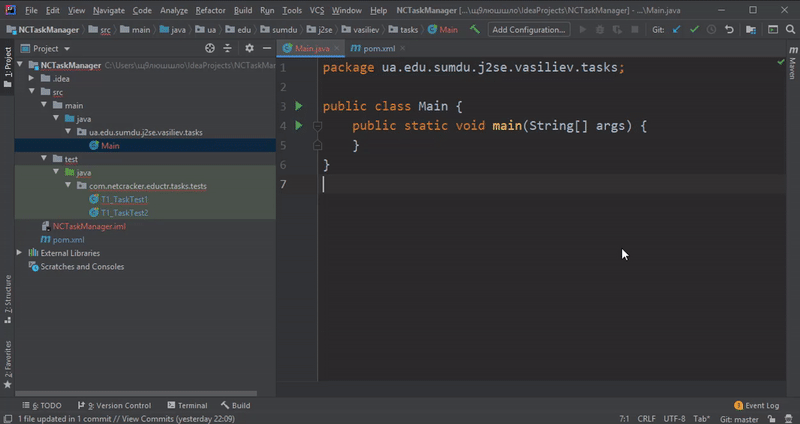 File Edit View Navigate Code Analyze Refactor Build Run Tools VCS Window NCTaskManager [...\IdeaProjects\NCTaskManager] - ...\Main.java
NCTaskManager src main java ua edu sumdu j2se vasiliev tasks Main Add Configuration... Git:
1: Project
Project
Main.java
pom.xml
Maven
NCTaskManager
.idea
src
main
java
ua.edu.sumdu.j2se.vasiliev.tasks
Main
test
java
com.netcracker.eductr.tasks.tests
T1_TaskTest1
T1_TaskTest2
NCTaskManager.iml
pom.xml
External Libraries
Scratches and Consoles
1 package ua.edu.sumdu.j2se.vasiliev.tasks;
2
3 public class Main {
4 public static void main(String[] args) {
5 }
6 }
7
7: Structure
2: Favorites
6: TODO 9: Version Control Terminal Build 1 Event Log
1 file updated in 1 commit // View Commits (yesterday 22:09) 7:1 CRLF UTF-8 Tab* Git: master